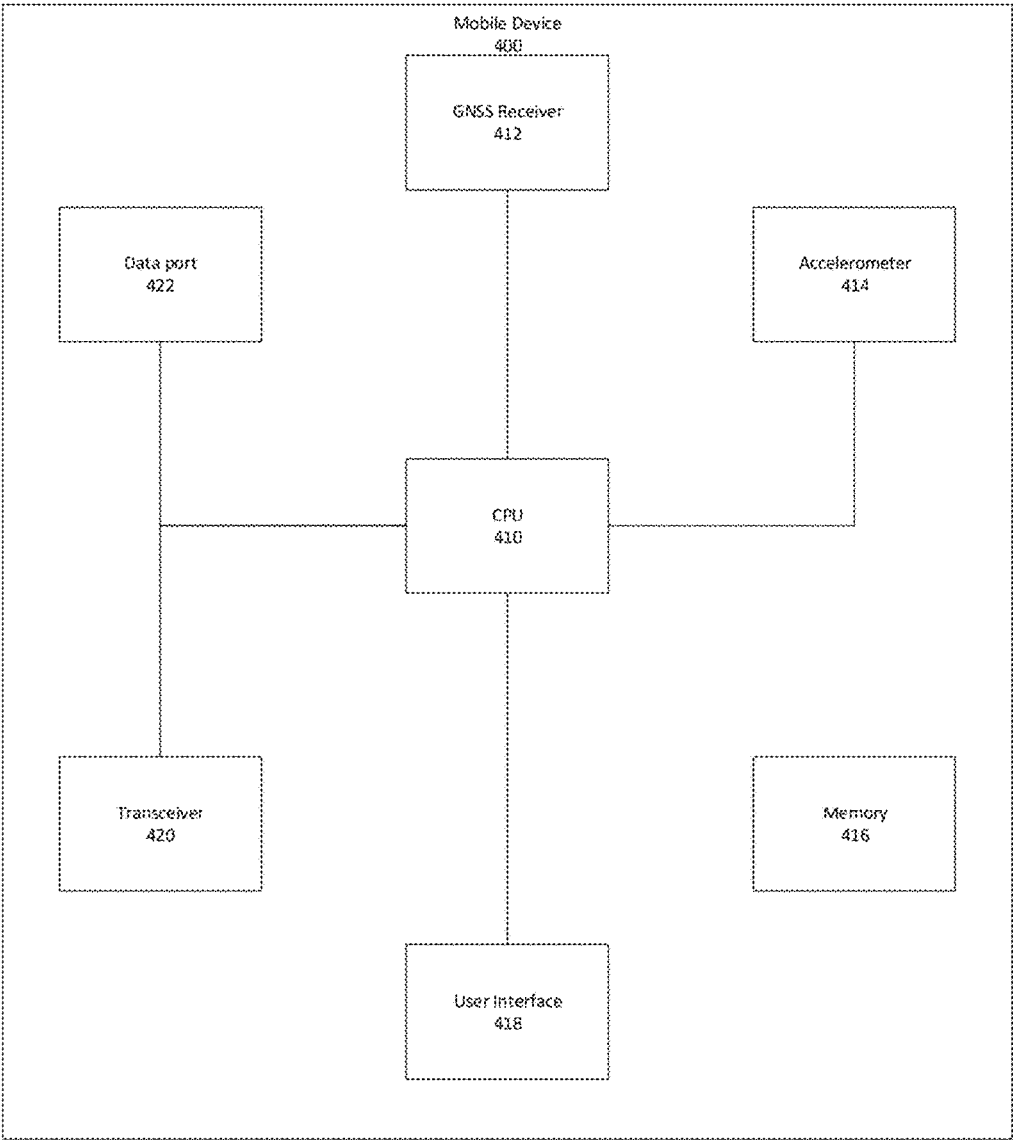 Mobile Device
400
GNSS Receiver
412
Data port
422
Accelerometer
414
CPU
410
Transceiver
420
Memory
416
User Interface
418